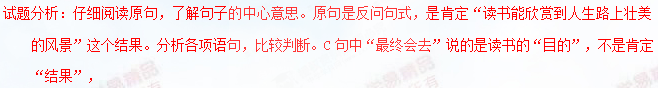 试题分析：仔细阅读原句，了解句子的中心意思。原句是反问句式，是肯定“读书能欣赏到人生路上壮美
的风景”这个结果。分析各项语句，比较判断。C 句中“最终会去”说的是读书的“目的”，不是肯定
“结果”，